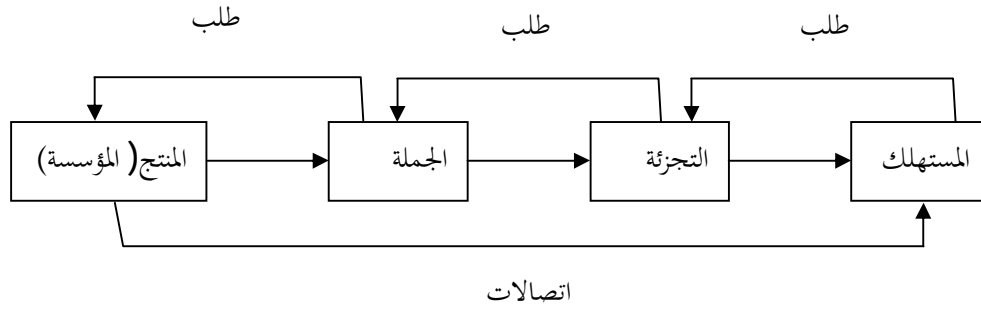 طلب
طلب
طلب
المستهلك
التجزئة
الجملة
المنتج( المؤسسة)
اتصالات